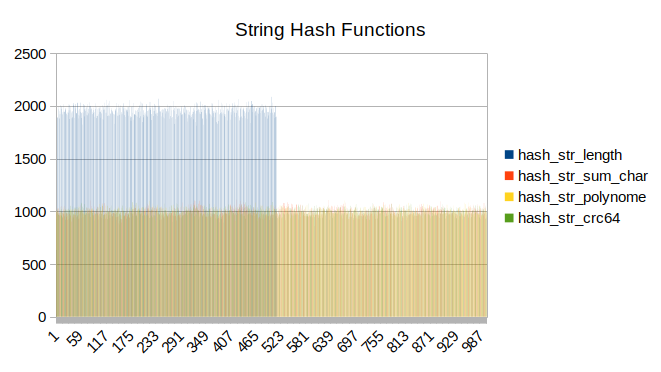 String Hash Functions
2500
2000
1500
1000
500
0
hash_str_length
hash_str_sum_char
hash_str_polynome
hash_str_crc64
1 59 117 175 233 291 349 407 465 523 581 639 697 755 813 871 929 987